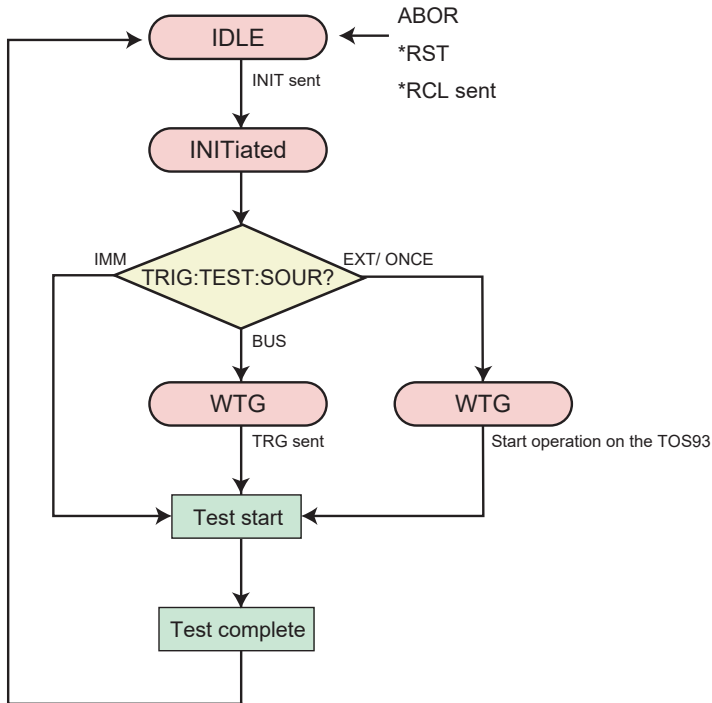 ABOR
IDLE
*RST
*RCL sent
INIT sent
INITiated
IMM
EXT/ ONCE
TRIG:TEST:SOUR?
BUS
WTG
WTG
TRG sent
Start operation on the TOS93
Test start
Test complete